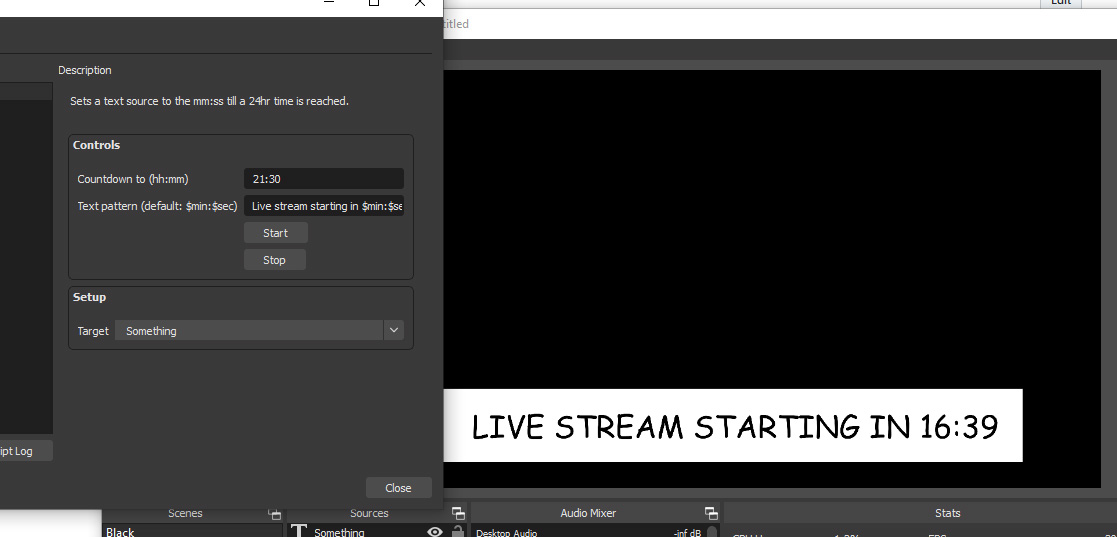 Edit
titled
Description
Sets a text source to the mm:ss till a 24hr time is reached.
Controls
Countdown to (hh:mm)
21:30
Text pattern (default: $min:$sec)
Live stream starting in $min:$se
Start
Stop
Setup
Target
Something
LIVE STREAM STARTING IN 16:39
ipt Log
Close
Scenes
Sources
Audio Mixer
Stats
Black
Something
Desktop Audio
-inf dB